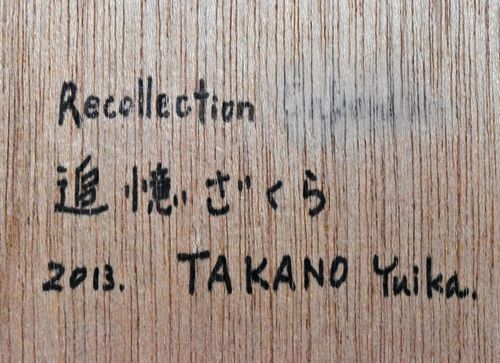 Recollection
追憶ざくら
2013. TAKANO Yuika.